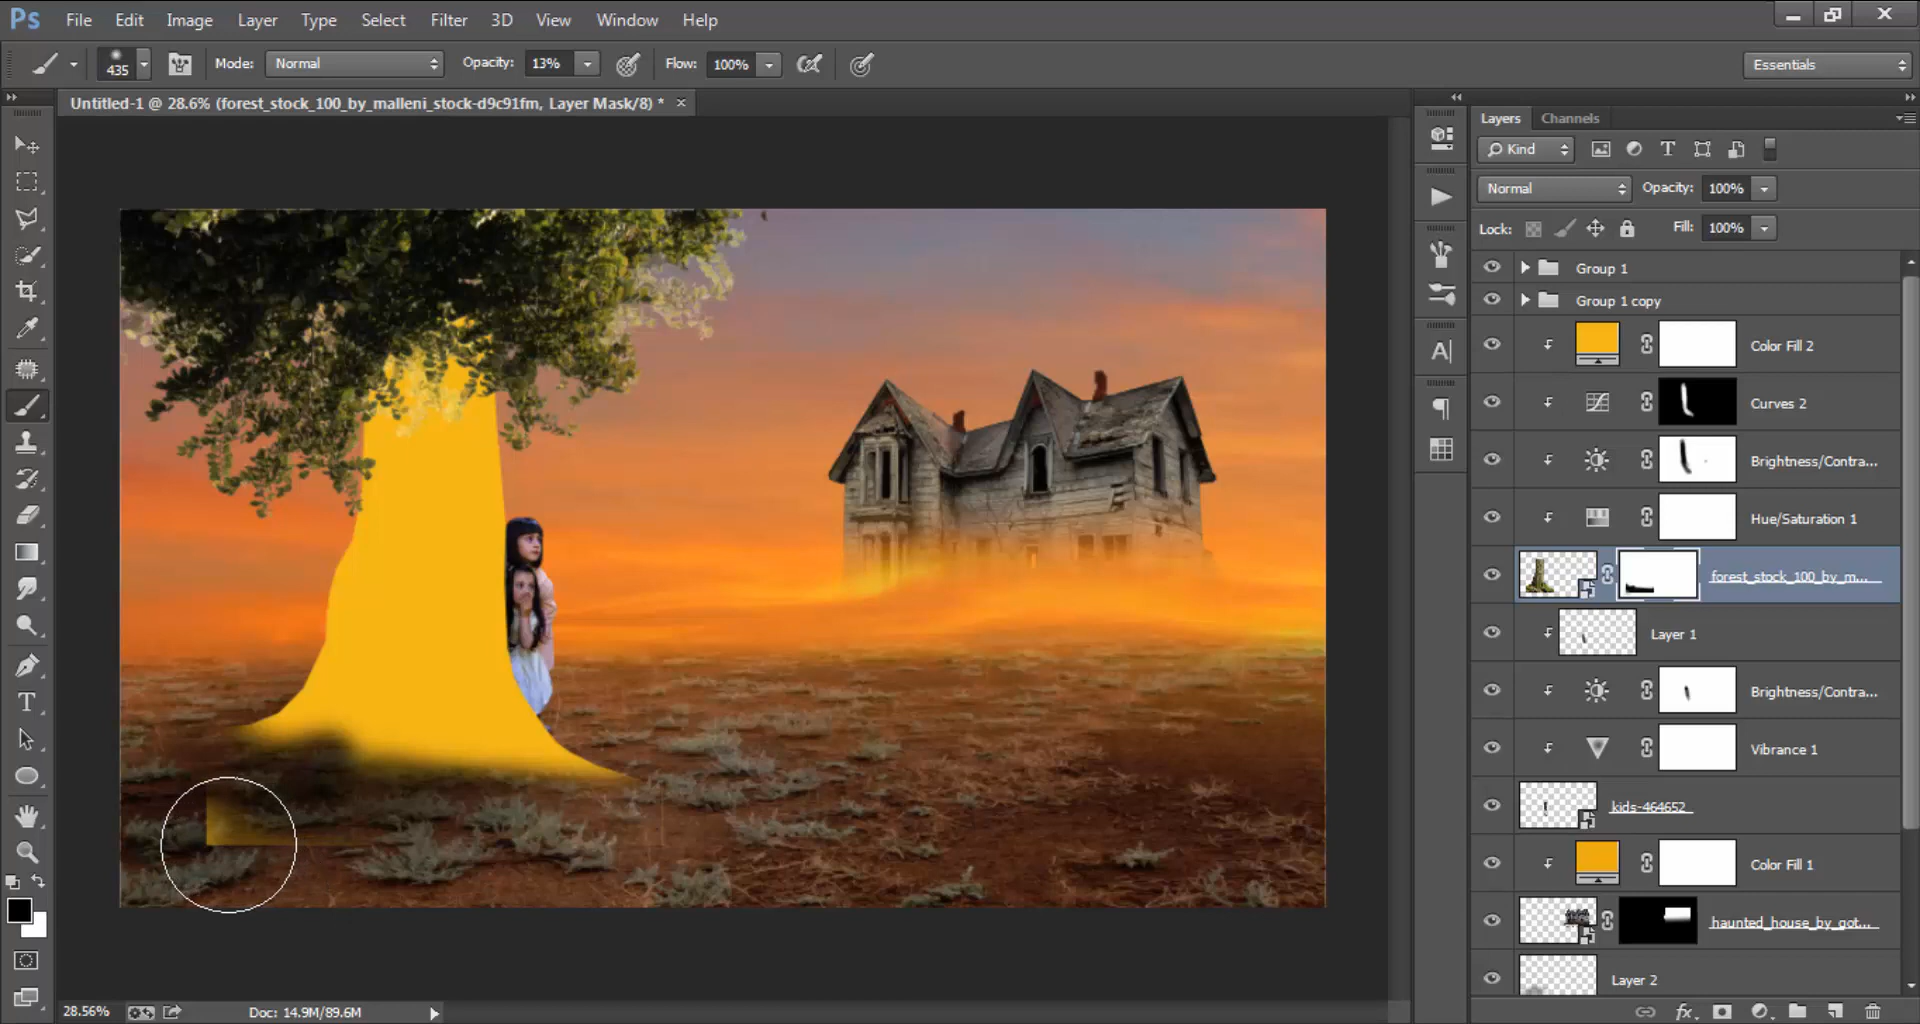 Ps File Edit Image Layer Type Select Filter 3D View Window Help
435 Mode: Normal Opacity: 13% Flow: 100% Essentials
Untitled-1 @ 28.6% (forest_stock_100_by_malleni_stock-d9c91fm, Layer Mask/8) * ×
Layers Channels
Kind
Normal Opacity: 100%
Lock: Fill: 100%
Group 1
Group 1 copy
Color Fill 2
Curves 2
Brightness/Contra...
Hue/Saturation 1
forest_stock_100_by_m...
Layer 1
Brightness/Contra...
Vibrance 1
kids-464652
Color Fill 1
haunted_house_by_got...
Layer 2
28.56% Doc: 14.9M/89.6M
fx